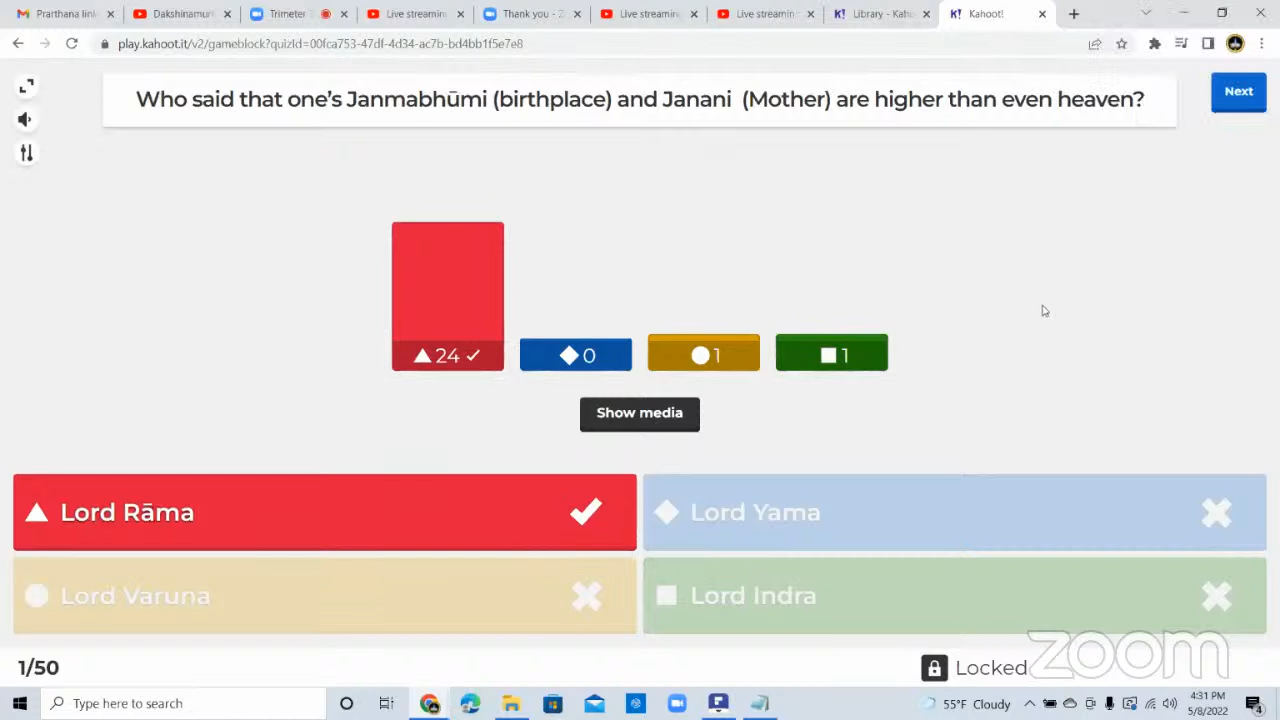 Prarthana link
Dakshinamur
Trimeter
Live streamin
Thank you - Z
Live streamin
Live streamin
Library - Kah
Kahoot!
play.kahoot.it/v2/gameblock?quizId=00fca753-47df-4d34-ac7b-bd4bb1f5e7e8
Who said that one's Janmabhūmi (birthplace) and Janani (Mother) are higher than even heaven?
Next
24
0
1
1
Show media
Lord Rāma
Lord Yama
Lord Varuna
Lord Indra
1/50
Locked
zoom
Type here to search
55°F Cloudy
4:31 PM
5/8/2022
4